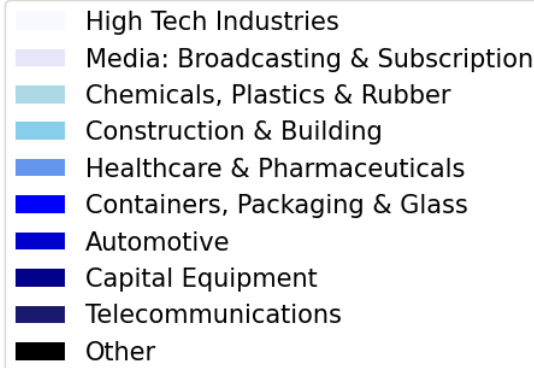 High Tech Industries
Media: Broadcasting & Subscription
Chemicals, Plastics & Rubber
Construction & Building
Healthcare & Pharmaceuticals
Containers, Packaging & Glass
Automotive
Capital Equipment
Telecommunications
Other